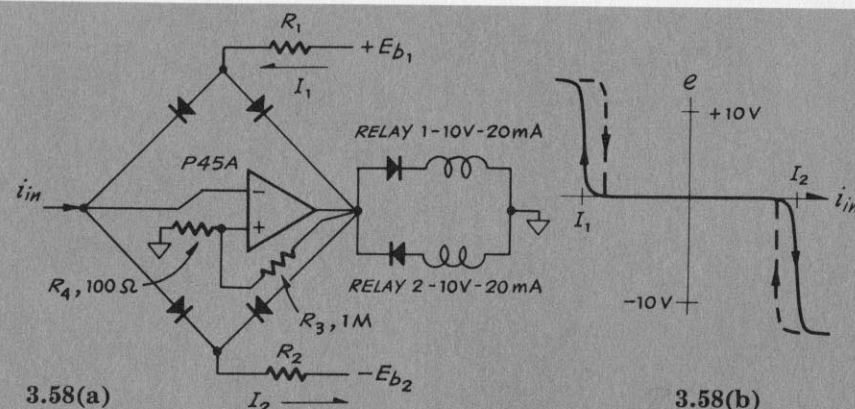 R1
+Eb1
I1
P45A
iin
R4, 100 Ω
R3, 1M
RELAY 1-10V-20mA
RELAY 2-10V-20mA
R2
-Eb2
I2
3.58(a)
e
+10V
I2
I1
iin
-10V
3.58(b)